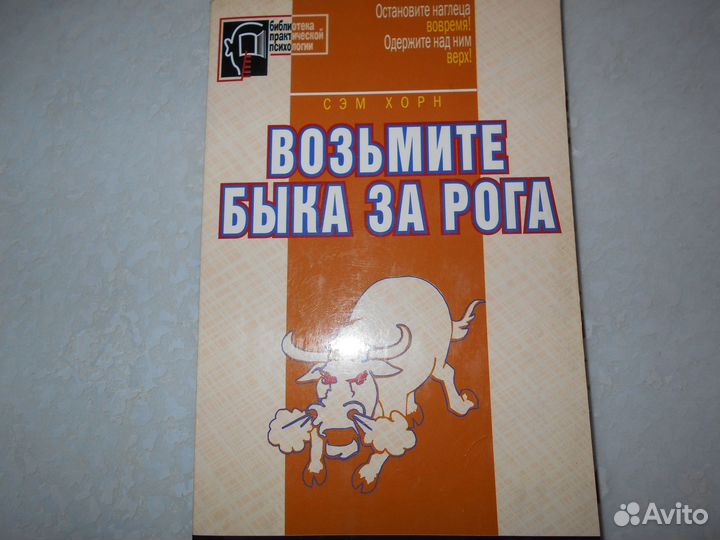 библиотека
практической
психологии
Остановите наглеца
вовремя!
Одержите над ним
верх!
СЭМ ХОРН
ВОЗЬМИТЕ
БЫКА ЗА РОГА
Avito